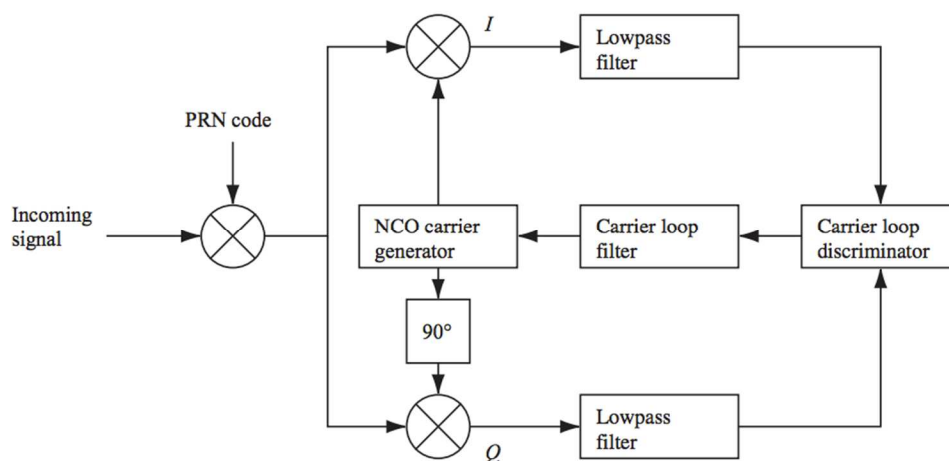 I
Lowpass
filter
PRN code
Incoming
signal
NCO carrier
generator
Carrier loop
filter
Carrier loop
discriminator
90°
Lowpass
filter
Q